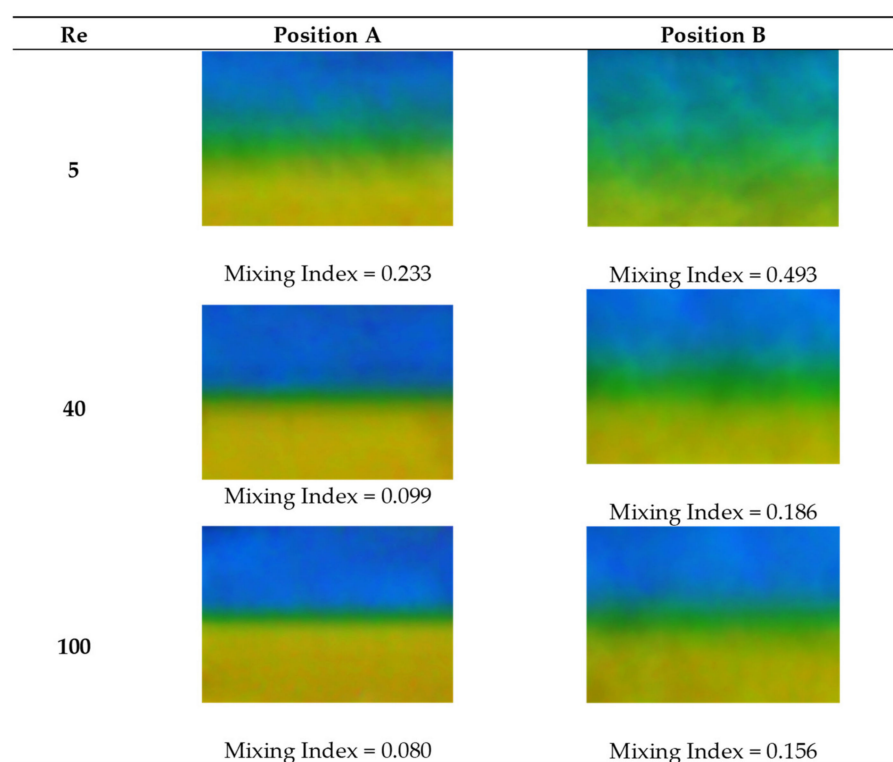 Re Position A Position B
5
Mixing Index = 0.233 Mixing Index = 0.493
40
Mixing Index = 0.099 Mixing Index = 0.186
100
Mixing Index = 0.080 Mixing Index = 0.156